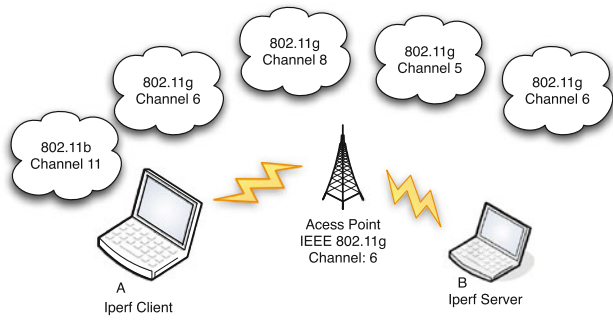 802.11g
Channel 8
802.11g
Channel 5
802.11g
Channel 6
802.11g
Channel 6
802.11b
Channel 11
Acess Point
IEEE 802.11g
Channel: 6
A
Iperf Client
B
Iperf Server